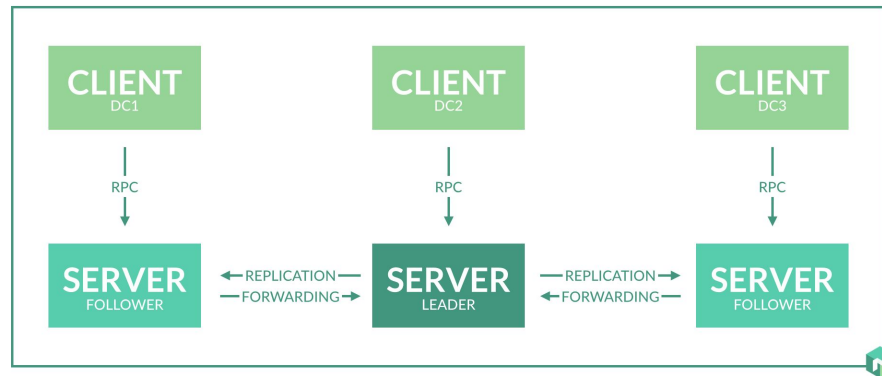 CLIENT
DC1
CLIENT
DC2
CLIENT
DC3
RPC
RPC
RPC
SERVER
FOLLOWER
REPLICATION
FORWARDING
SERVER
LEADER
REPLICATION
FORWARDING
SERVER
FOLLOWER